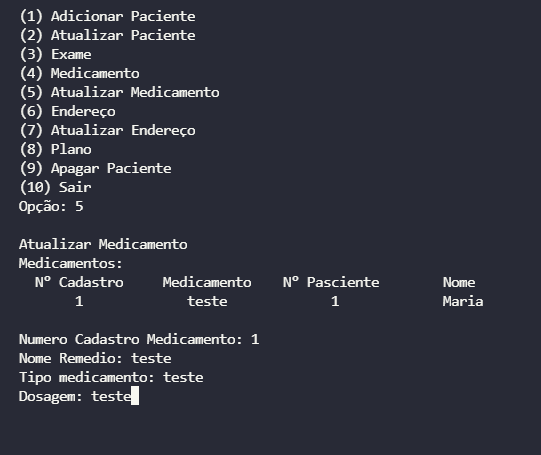 (1) Adicionar Paciente
(2) Atualizar Paciente
(3) Exame
(4) Medicamento
(5) Atualizar Medicamento
(6) Endereço
(7) Atualizar Endereço
(8) Plano
(9) Apagar Paciente
(10) Sair
Opção: 5
Atualizar Medicamento
Medicamentos:
Nº Cadastro Medicamento Nº Pasciente Nome
1 teste 1 Maria
Numero Cadastro Medicamento: 1
Nome Remedio: teste
Tipo medicamento: teste
Dosagem: teste